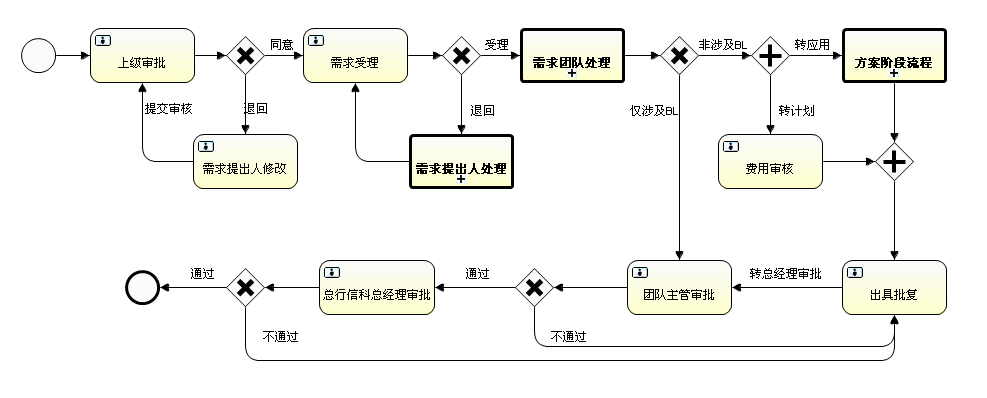 上级审批
同意
需求受理
受理
需求团队处理
非涉及BL
转应用
方案阶段流程
提交审核
退回
退回
仅涉及BL
转计划
需求提出人修改
需求提出人处理
费用审核
通过
总行信科总经理审批
通过
团队主管审批
转总经理审批
出具批复
不通过
不通过